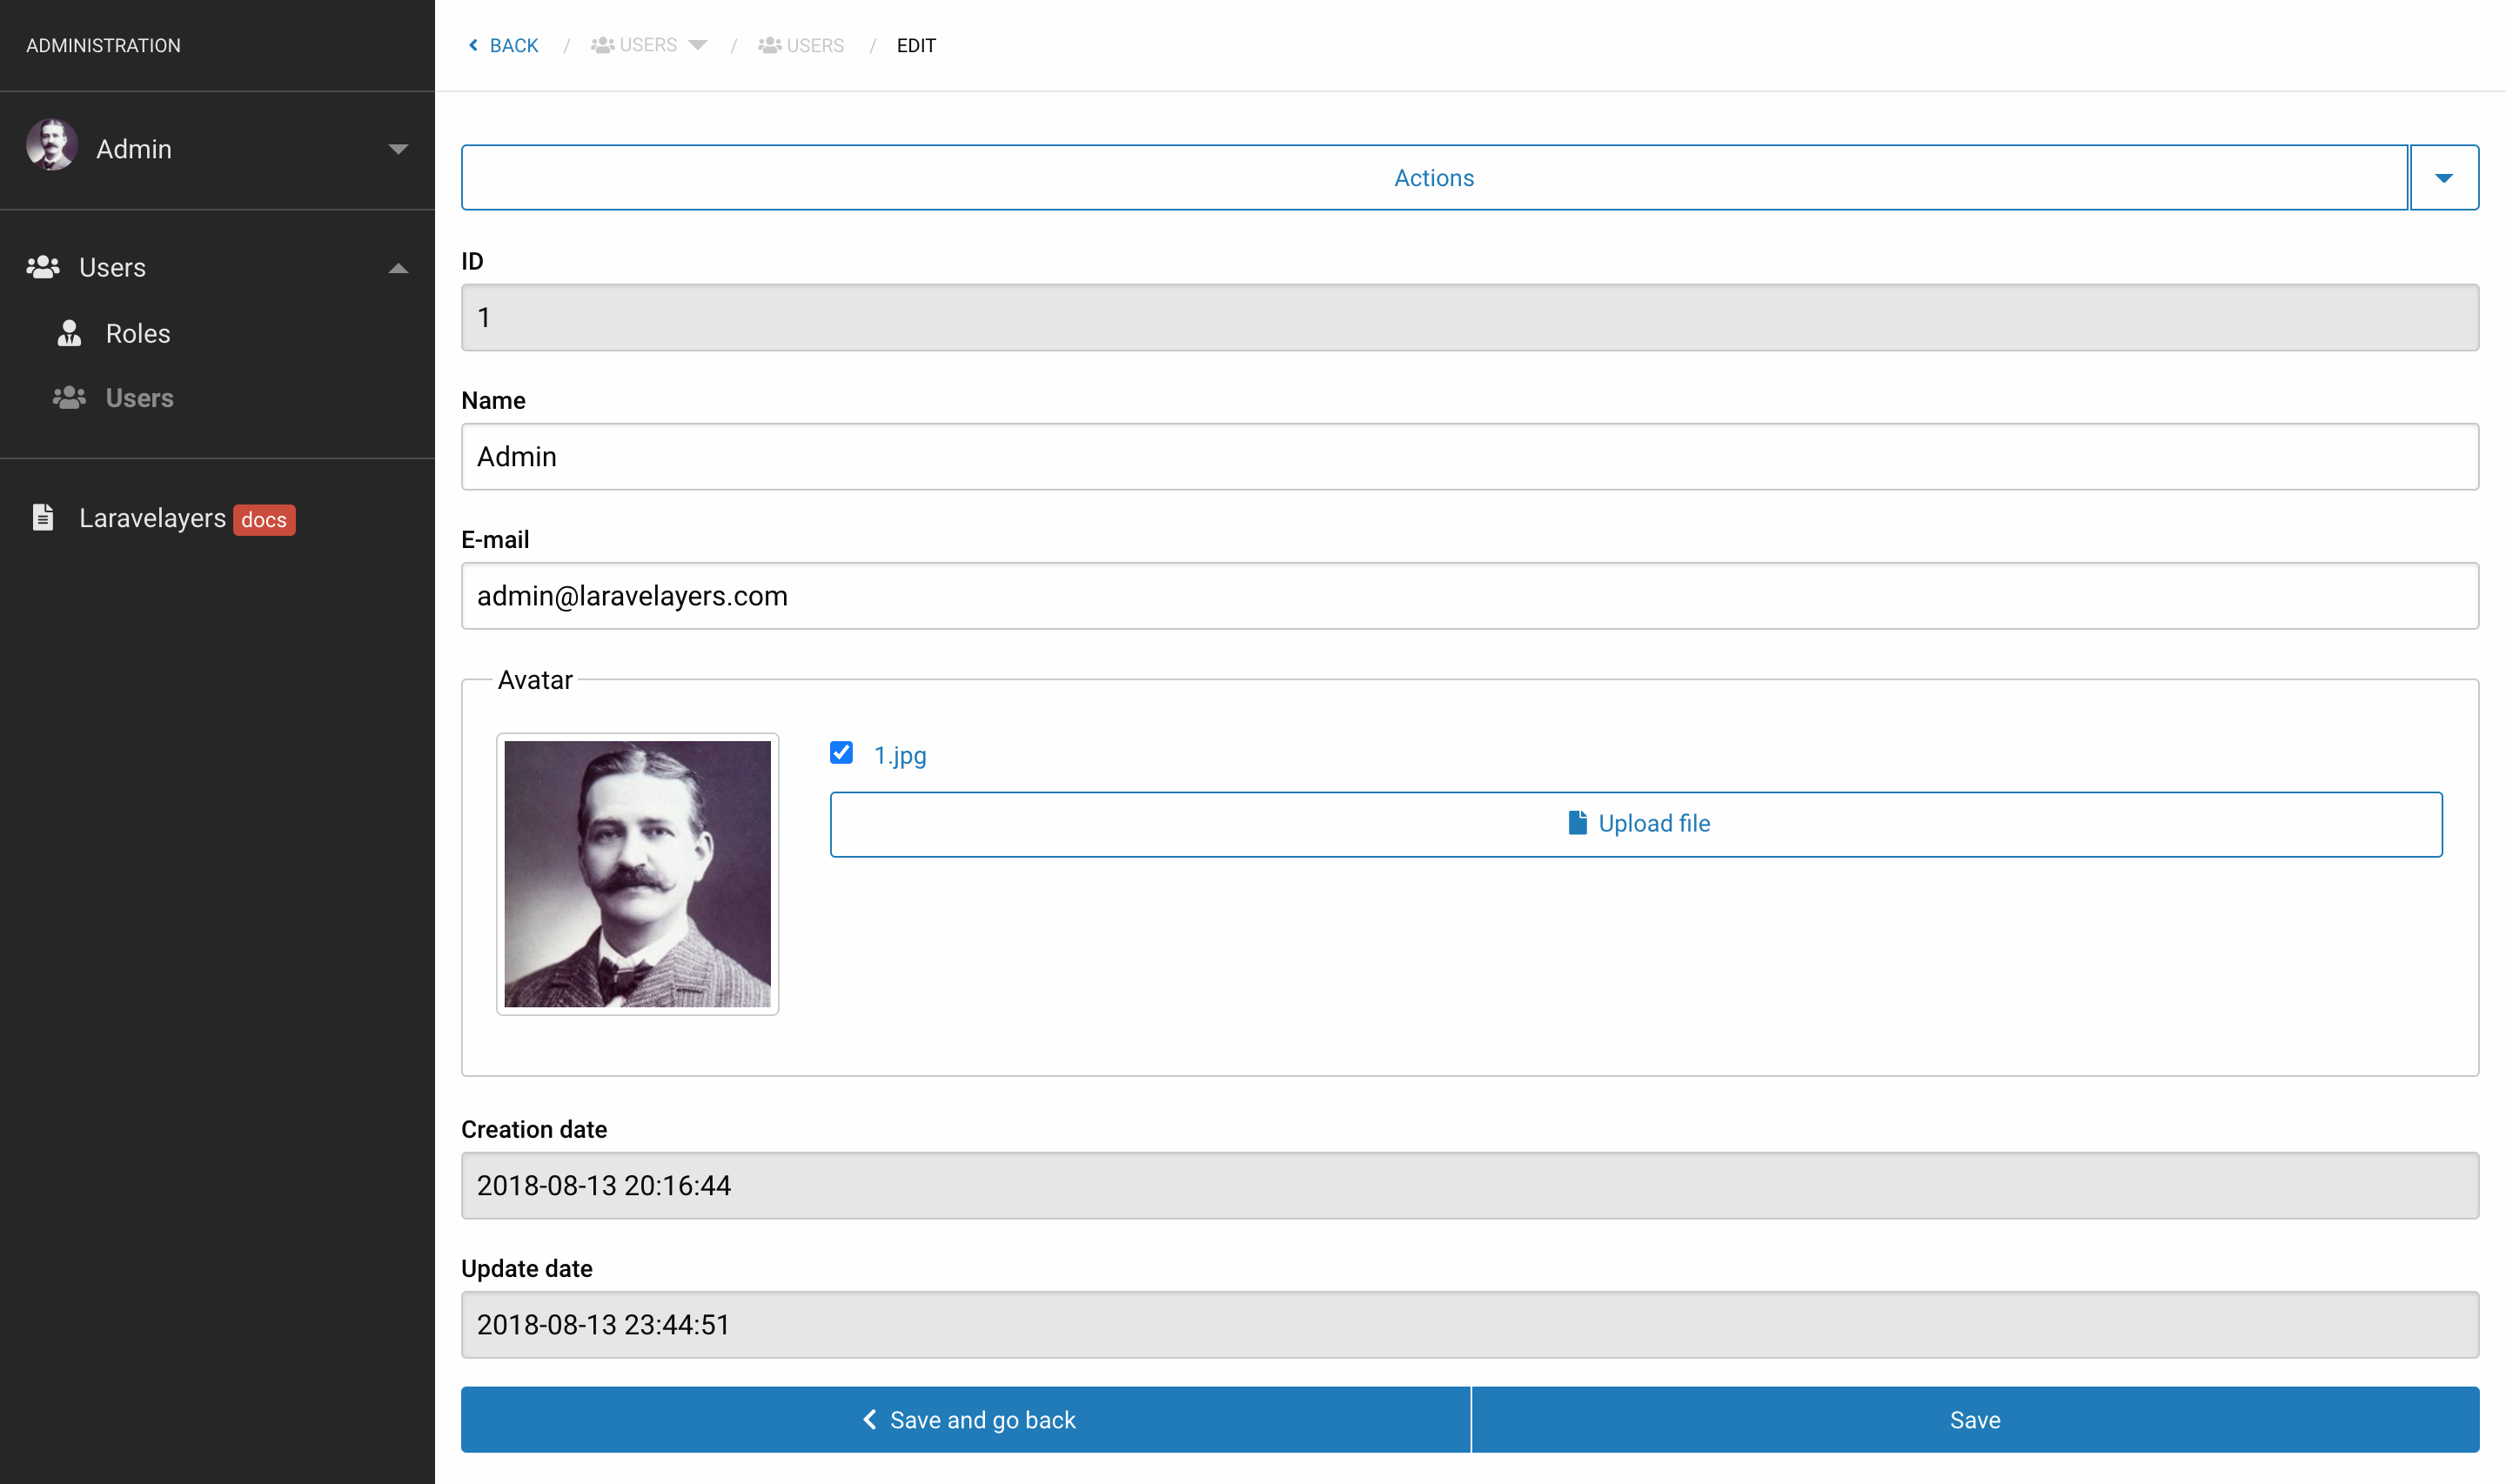 ADMINISTRATION
BACK / USERS / USERS / EDIT
Admin
Users
Roles
Users
Laravelayers docs
Actions
ID
1
Name
Admin
E-mail
admin@laravelayers.com
Avatar
1.jpg
Upload file
Creation date
2018-08-13 20:16:44
Update date
2018-08-13 23:44:51
Save and go back
Save